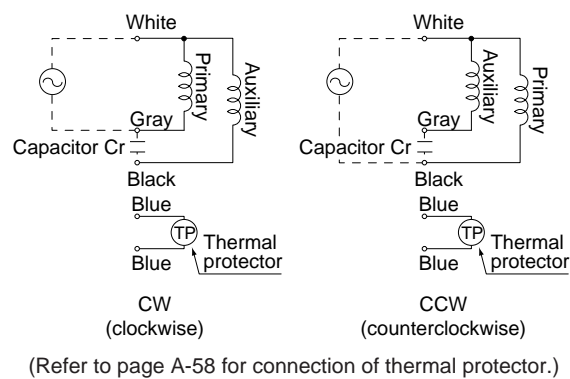 White
Primary
Auxiliary
Gray
Capacitor Cr
Black
Blue
TP
Thermal
protector
Blue
CW
(clockwise)
White
Auxiliary
Primary
Gray
Capacitor Cr
Black
Blue
TP
Thermal
protector
Blue
CCW
(counterclockwise)
(Refer to page A-58 for connection of thermal protector.)